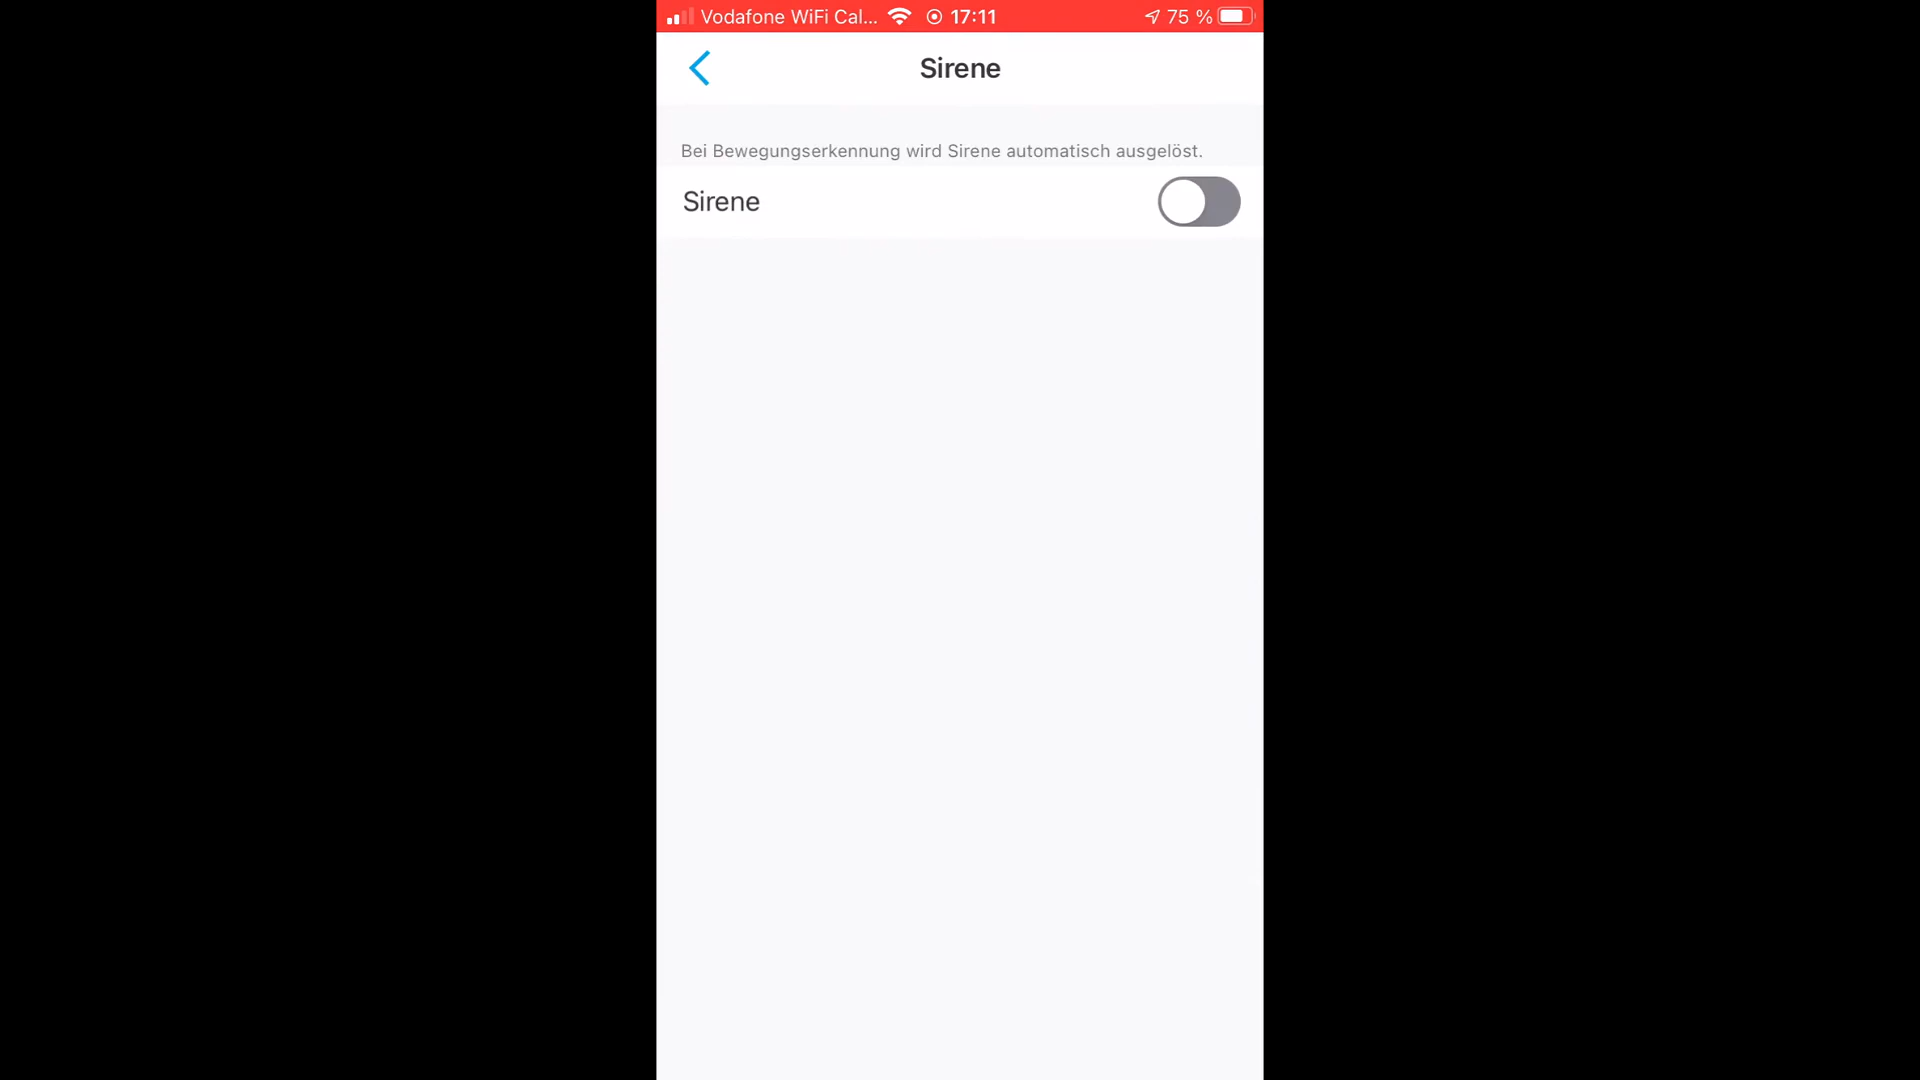 Vodafone WiFi Cal... 17:11 75 %
Sirene
Bei Bewegungserkennung wird Sirene automatisch ausgelöst.
Sirene